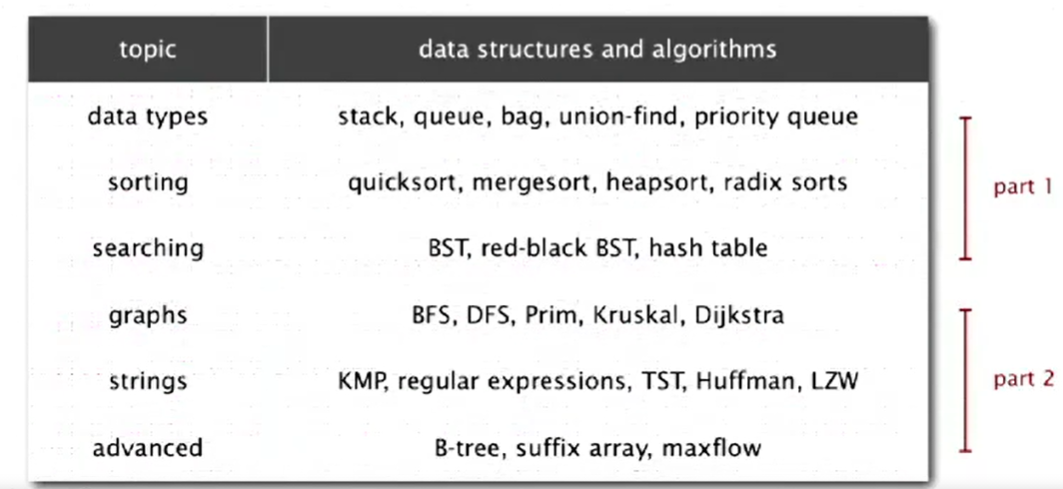 topic data structures and algorithms
data types stack, queue, bag, union-find, priority queue
sorting quicksort, mergesort, heapsort, radix sorts
part 1
searching BST, red-black BST, hash table
graphs BFS, DFS, Prim, Kruskal, Dijkstra
strings KMP, regular expressions, TST, Huffman, LZW
part 2
advanced B-tree, suffix array, maxflow